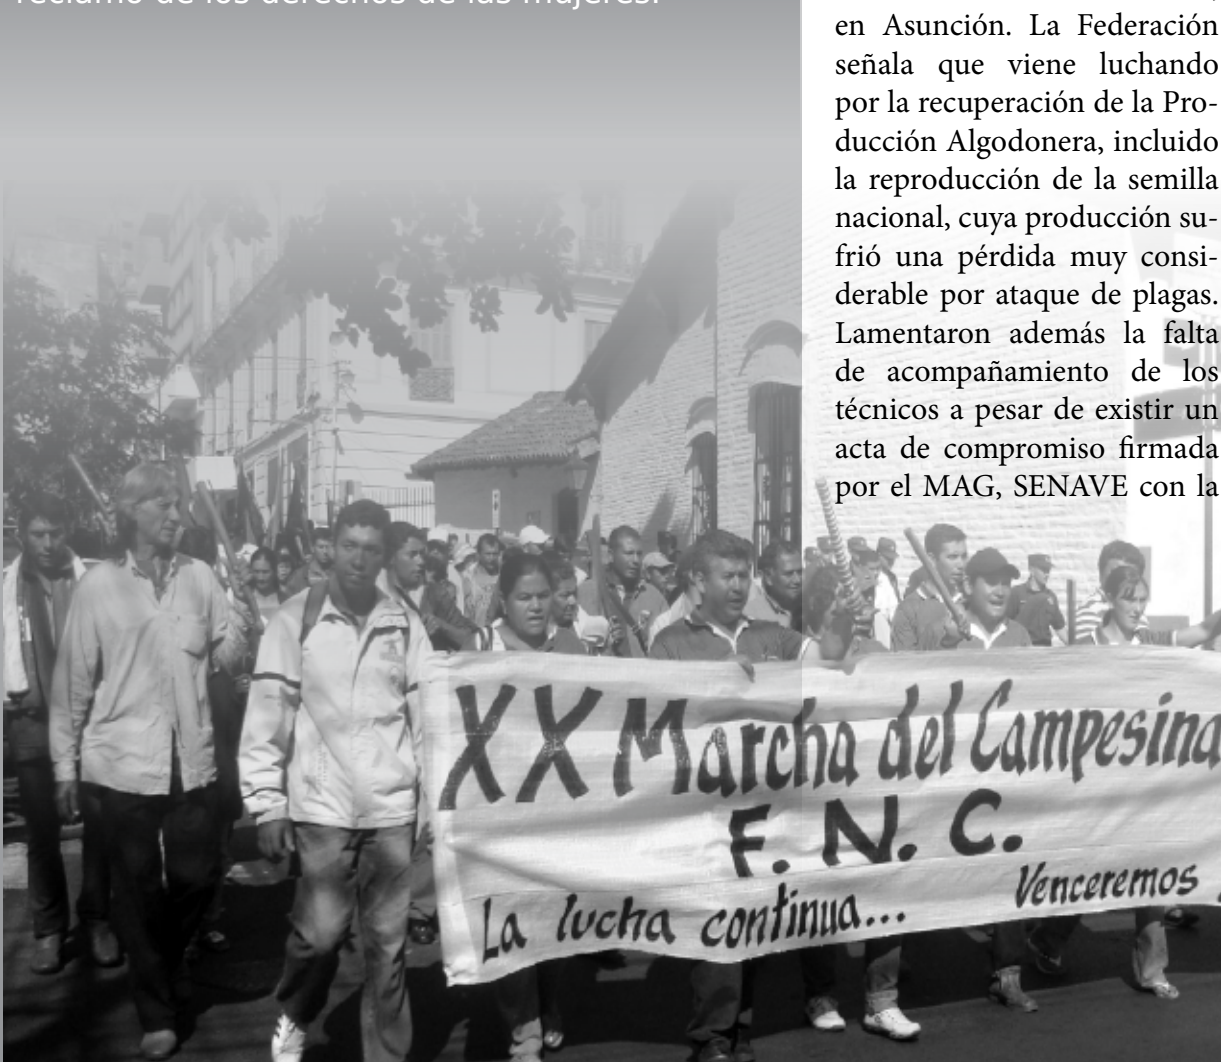 reclamo de los derechos de las mujeres.
en Asunción. La Federación
señala que viene luchando
por la recuperación de la Pro-
ducción Algodonera, incluido
la reproducción de la semilla
nacional, cuya producción su-
frió una pérdida muy consi-
derable por ataque de plagas.
Lamentaron además la falta
de acompañamiento de los
técnicos a pesar de existir un
acta de compromiso firmada
por el MAG, SENAVE con la
XX Marcha del Campesina
F. N. C.
La lucha continua... Venceremos